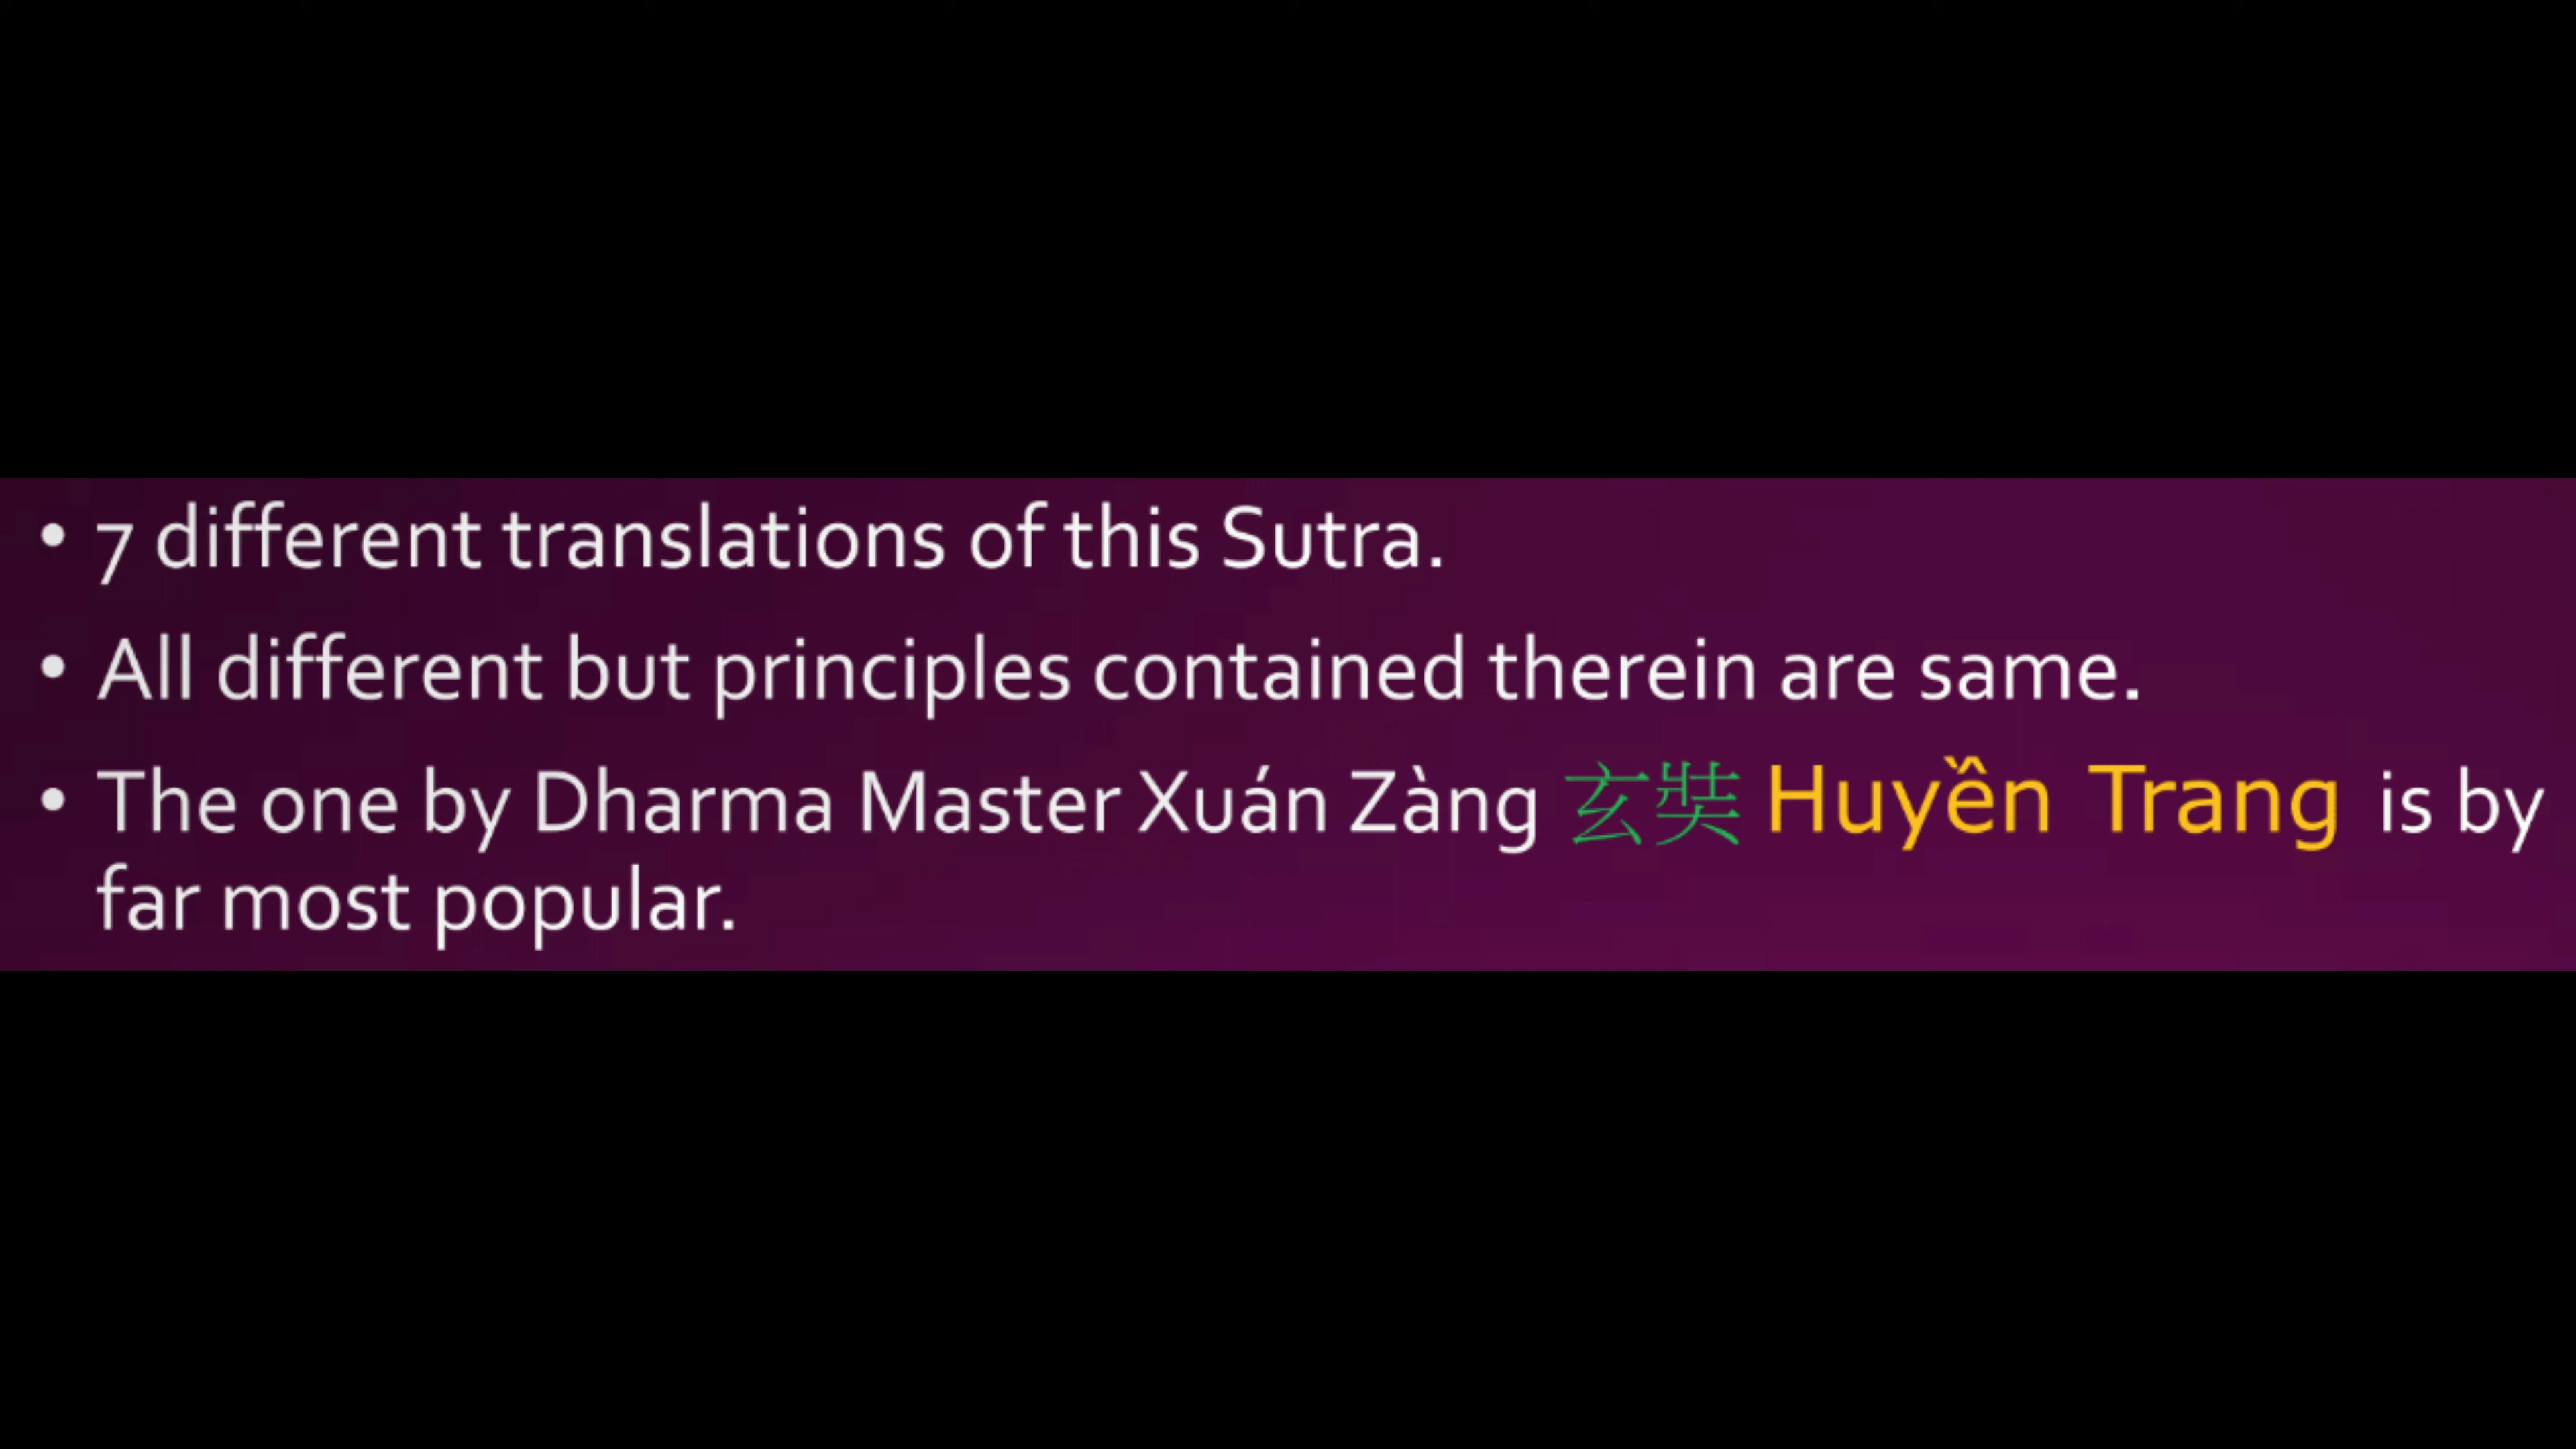 • 7 different translations of this Sutra.
• All different but principles contained therein are same.
• The one by Dharma Master Xuán Zàng 玄奘 Huyền Trang is by
far most popular.